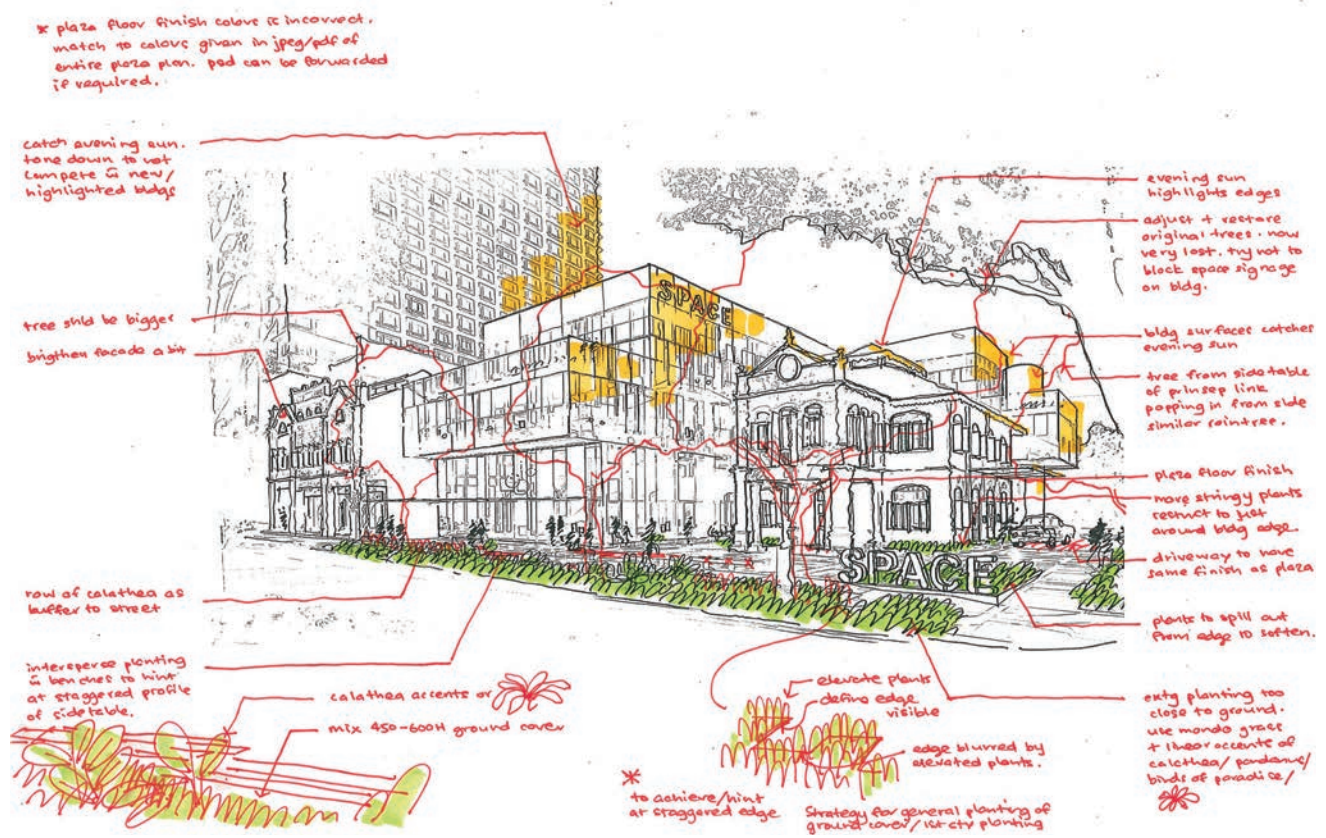 * plaza floor finish colour is incorrect.
match to colour given in jpeg/pdf of
entire plaza plan. psd can be forwarded
if required.
catch evening sun.
tone down to not
compete w new/
highlighted bldgs
tree shld be bigger
brigthen facade a bit
row of calathea as
buffer to street
intersperse planting
w benches to hint
at staggered profile
of sidetable.
calathea accents or
mix 450-600H ground cover
SPACE
SPACE
evening sun
highlights edges
adjust + restore
original trees. now
very lost. try not to
block space signage
on bldg.
bldg surfaces catches
evening sun
tree from sidetable
of prinsep link
popping in from side
similar raintree.
plaza floor finish
more stringy plants
restrict to just
around bldg edge.
driveway to have
same finish as plaza
plants to spill out
from edge to soften.
extg planting too
close to ground.
use mondo grass
+ linear accents of
calathea/ pandanus/
birds of paradise/
elevate plants
define edge
visible
edge blurred by
elevated plants.
*
to achieve/hint
at staggered edge
Strategy for general planting of
ground cover/ 1st sty planting